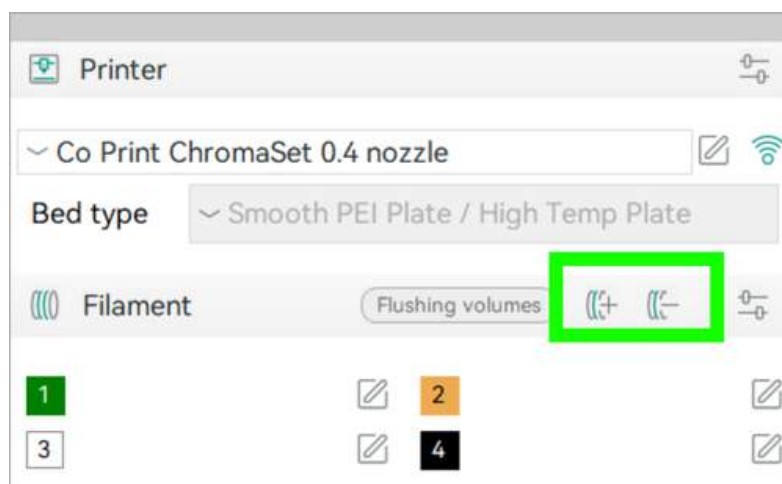 Printer
Co Print ChromaSet 0.4 nozzle
Bed type Smooth PEI Plate / High Temp Plate
Filament Flushing volumes
1 2
3 4